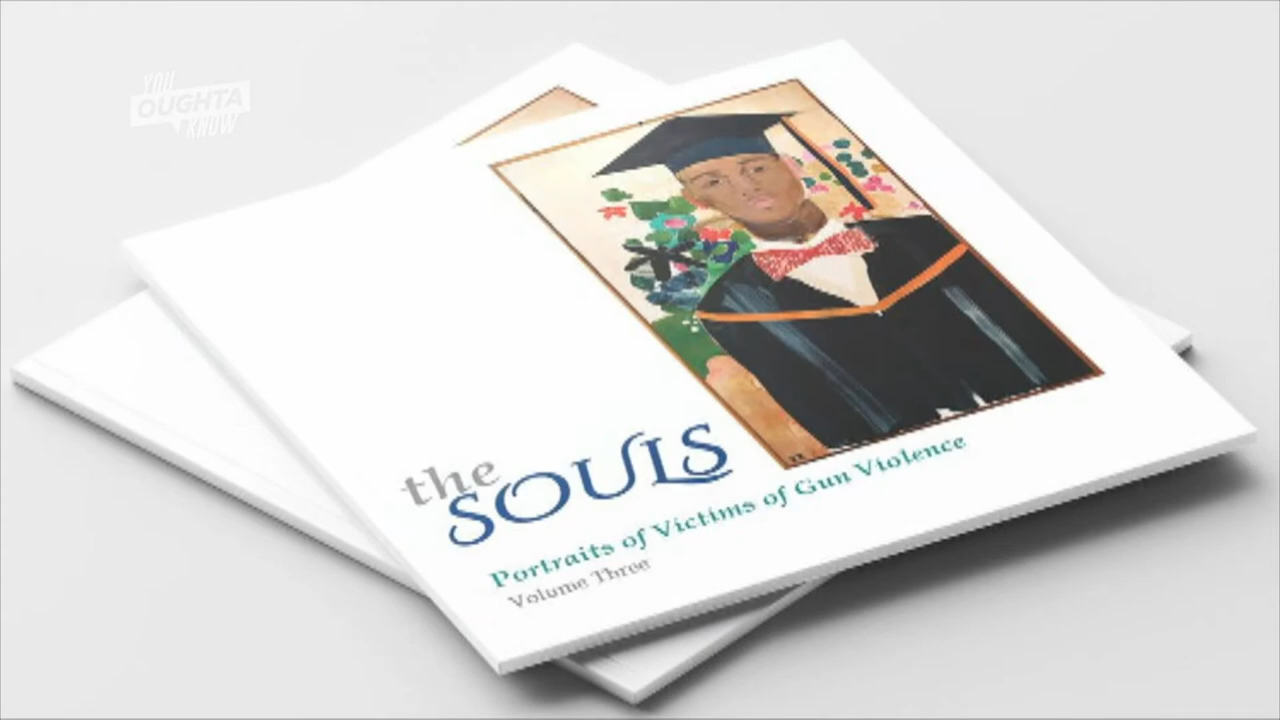 YOU
OUGHTA
KNOW
the
SOULS
Portraits of Victims of Gun Violence
Volume Three